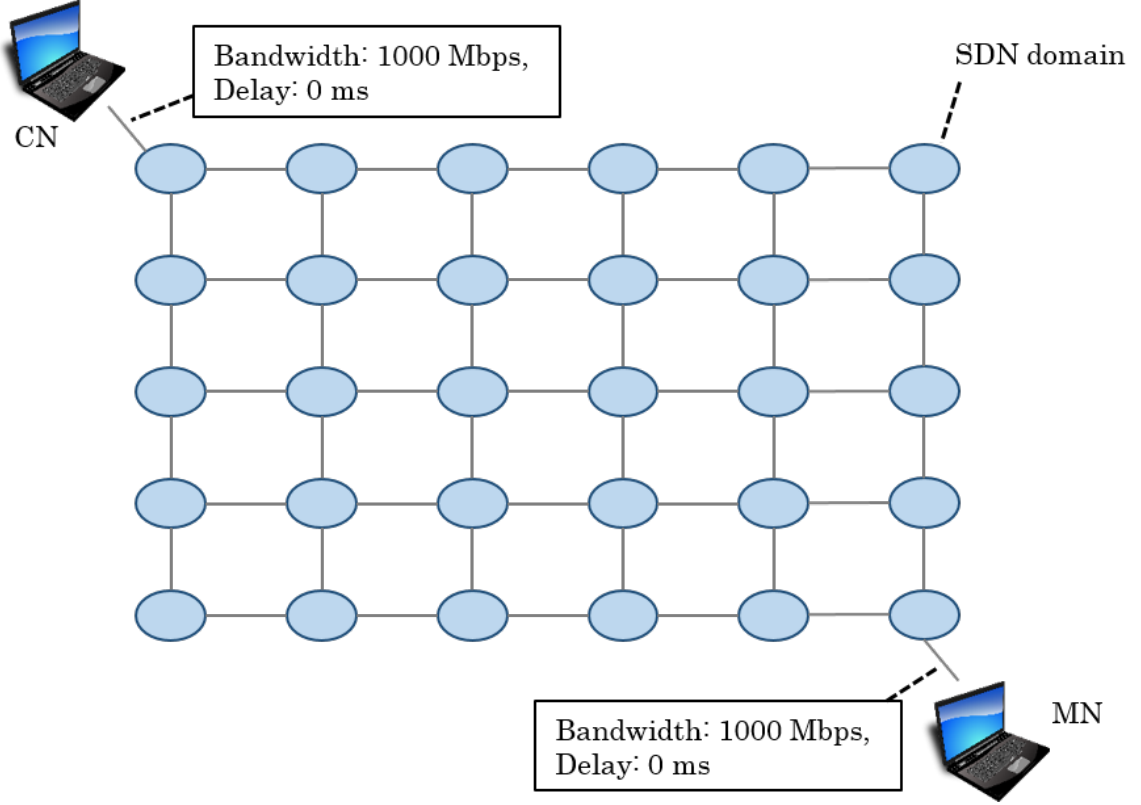 Bandwidth: 1000 Mbps,
Delay: 0 ms
SDN domain
CN
Bandwidth: 1000 Mbps,
Delay: 0 ms
MN